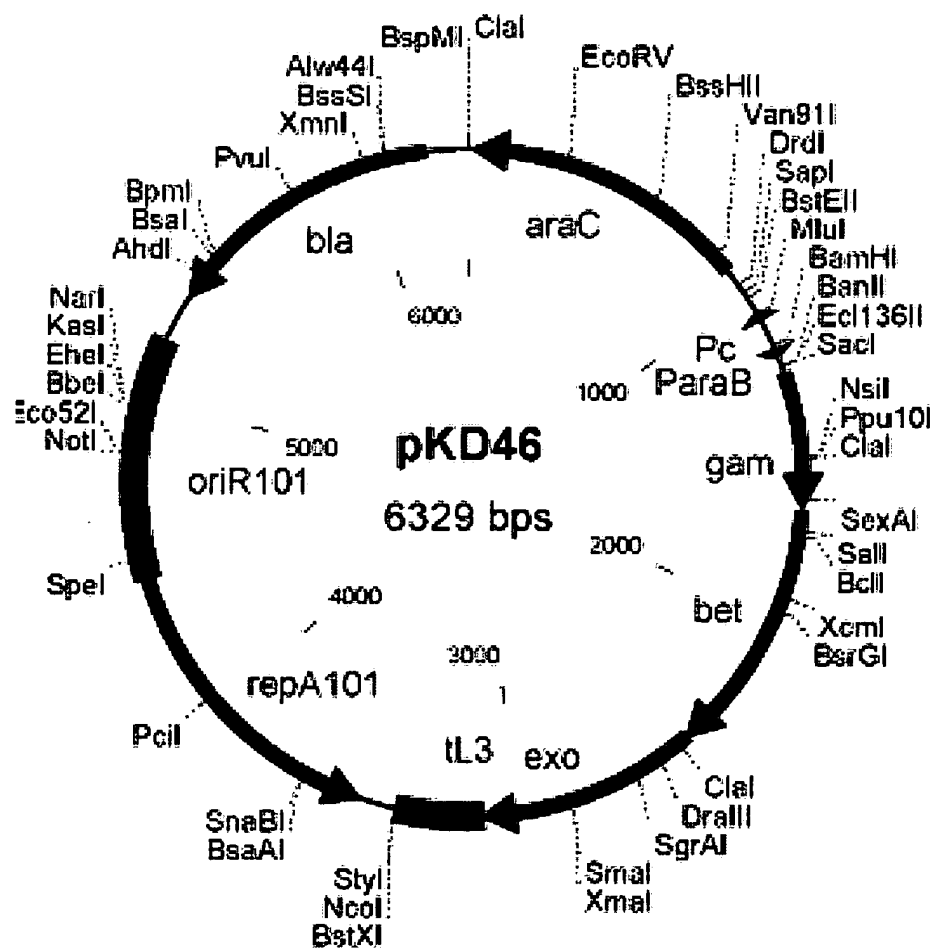 BspMI ClaI
EcoRV
Alw44I
BssSI
XmnI
BssHII
Van91I
DrdI
SapI
BstEII
MluI
BamHI
BanII
Ecl136II
SacI
PvuI
BpmI
BsaI
AhdI
bla
araC
6000
NarI
KasI
EheI
BbeI
Eco52I
NotI
Pc
ParaB
1000
NsiI
Ppu10I
ClaI
5000
pKD46
gam
oriR101
6329 bps
SexAI
SalI
BclI
2000
SpeI
4000
bet
XcmI
BsrGI
3000
repA101
PciI
tL3
exo
ClaI
DraIII
SgrAI
SnaBI
BsaAI
StyI
NcoI
BstXI
SmaI
XmaI